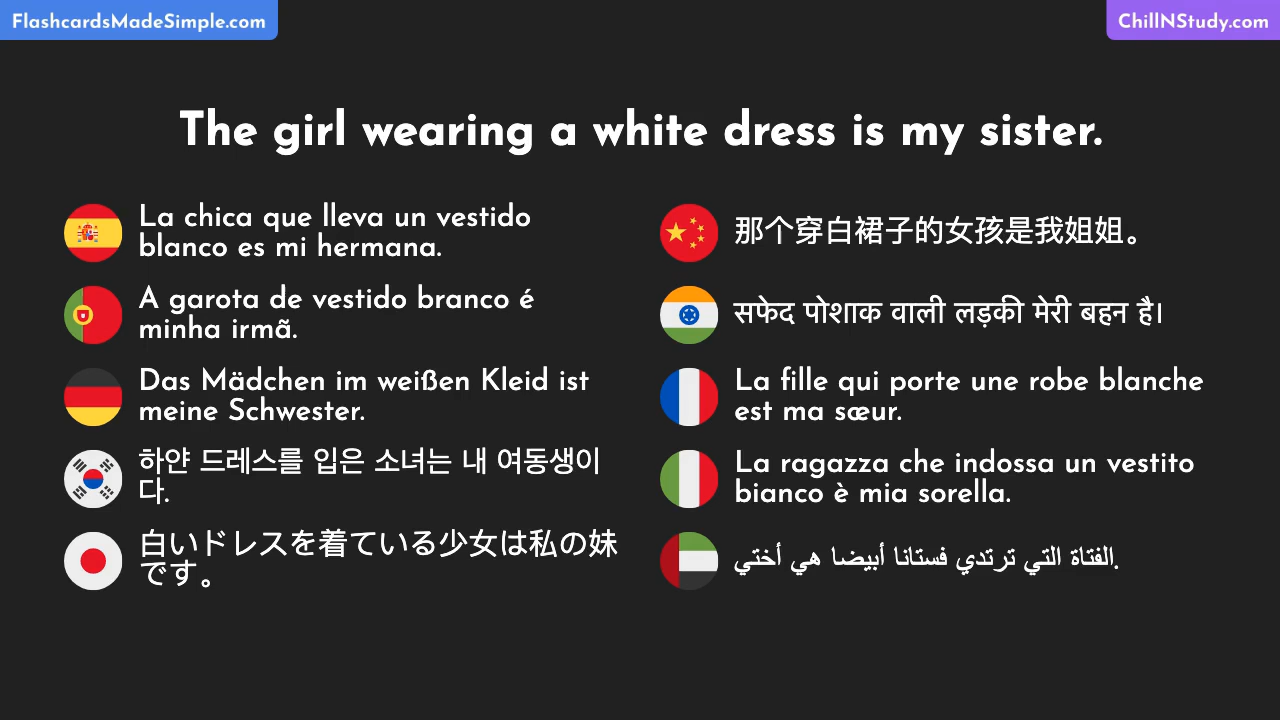 FlashcardsMadeSimple.com
ChillNStudy.com
The girl wearing a white dress is my sister.
La chica que lleva un vestido
blanco es mi hermana.
A garota de vestido branco é
minha irmã.
Das Mädchen im weißen Kleid ist
meine Schwester.
하얀 드레스를 입은 소녀는 내 여동생이
다.
白いドレスを着ている少女は私の妹
です。
那个穿白裙子的女孩是我姐姐。
सफेद पोशाक वाली लड़की मेरी बहन है।
La fille qui porte une robe blanche
est ma sœur.
La ragazza che indossa un vestito
bianco è mia sorella.
الفتاة التي ترتدي فستانا أبيضا هي أختي.